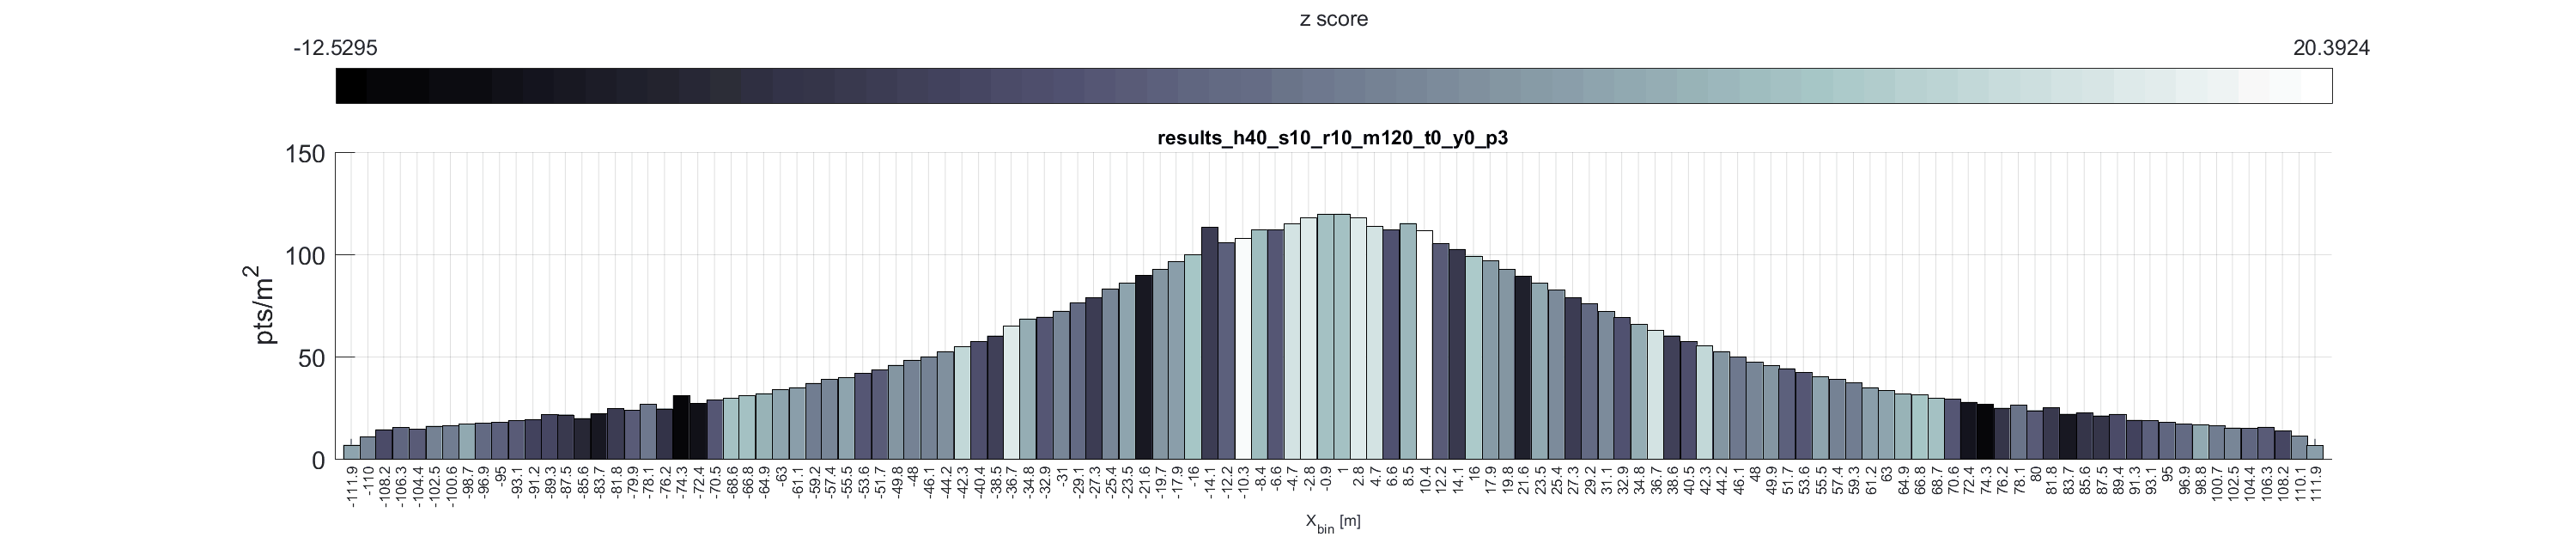 z score
-12.5295 20.3924
results_h40_s10_r10_m120_t0_y0_p3
150
100
50
0
pts/m2
-111.9 -110 -108.2 -106.3 -104.4 -102.5 -100.6 -98.7 -96.9 -95 -93.1 -91.2 -89.3 -87.5 -85.6 -83.7 -81.8 -79.9 -78.1 -76.2 -74.3 -72.4 -70.5 -68.6 -66.8 -64.9 -63 -61.1 -59.2 -57.4 -55.5 -53.6 -51.7 -49.8 -48 -46.1 -44.2 -42.3 -40.4 -38.5 -36.7 -34.8 -32.9 -31 -29.1 -27.3 -25.4 -23.5 -21.6 -19.7 -17.9 -16 -14.1 -12.2 -10.3 -8.4 -6.6 -4.7 -2.8 -0.9 1 2.8 4.7 6.6 8.5 10.4 12.2 14.1 16 17.9 19.8 21.6 23.5 25.4 27.3 29.2 31.1 32.9 34.8 36.7 38.6 40.5 42.3 44.2 46.1 48 49.9 51.7 53.6 55.5 57.4 59.3 61.2 63 64.9 66.8 68.7 70.6 72.4 74.3 76.2 78.1 80 81.8 83.7 85.6 87.5 89.4 91.3 93.1 95 96.9 98.8 100.7 102.5 104.4 106.3 108.2 110.1 111.9
Xbin [m]